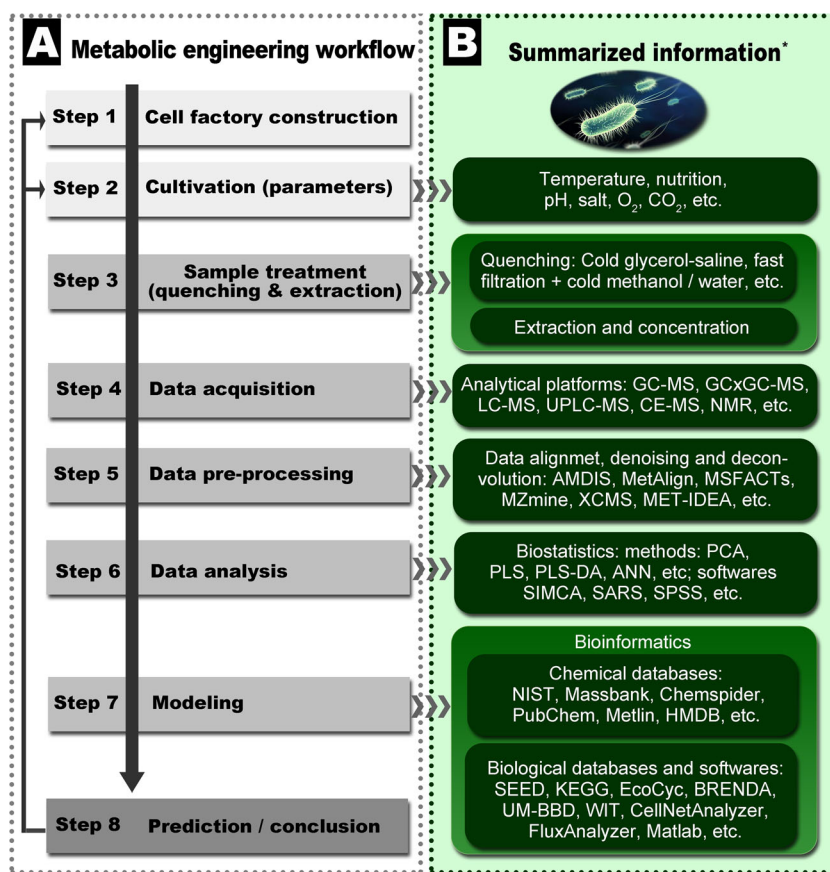 A Metabolic engineering workflow
Step 1 Cell factory construction
Step 2 Cultivation (parameters)
Step 3 Sample treatment
(quenching & extraction)
Step 4 Data acquisition
Step 5 Data pre-processing
Step 6 Data analysis
Step 7 Modeling
Step 8 Prediction / conclusion
B Summarized information*
Temperature, nutrition,
pH, salt, O₂, CO₂, etc.
Quenching: Cold glycerol-saline, fast
filtration + cold methanol / water, etc.
Extraction and concentration
Analytical platforms: GC-MS, GCxGC-MS,
LC-MS, UPLC-MS, CE-MS, NMR, etc.
Data alignmet, denoising and decon-
volution: AMDIS, MetAlign, MSFACTs,
MZmine, XCMS, MET-IDEA, etc.
Biostatistics: methods: PCA,
PLS, PLS-DA, ANN, etc; softwares
SIMCA, SARS, SPSS, etc.
Bioinformatics
Chemical databases:
NIST, Massbank, Chemspider,
PubChem, Metlin, HMDB, etc.
Biological databases and softwares:
SEED, KEGG, EcoCyc, BRENDA,
UM-BBD, WIT, CellNetAnalyzer,
FluxAnalyzer, Matlab, etc.